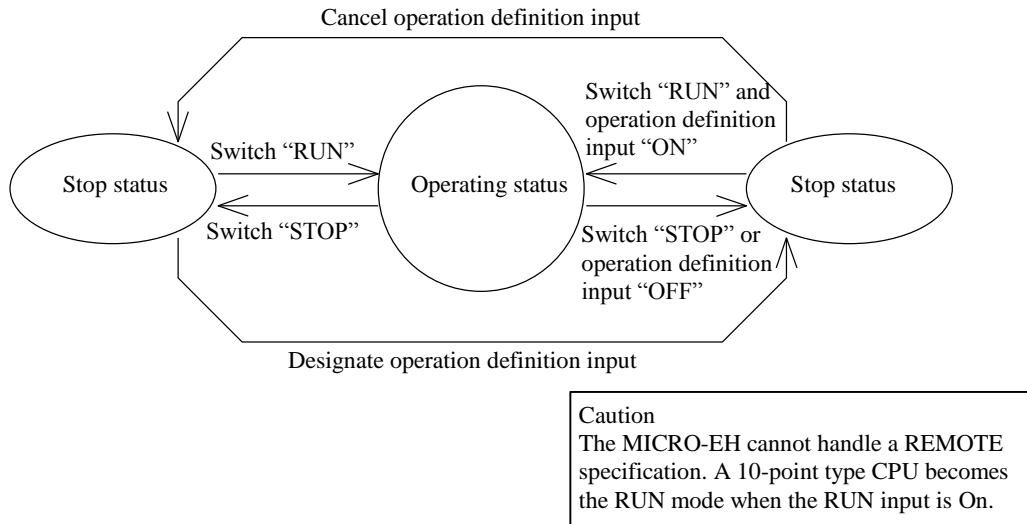 Cancel operation definition input
Switch “RUN” and
operation definition
input “ON”
Switch “RUN”
Stop status
Operating status
Stop status
Switch “STOP”
Switch “STOP” or
operation definition
input “OFF”
Designate operation definition input
Caution
The MICRO-EH cannot handle a REMOTE
specification. A 10-point type CPU becomes
the RUN mode when the RUN input is On.